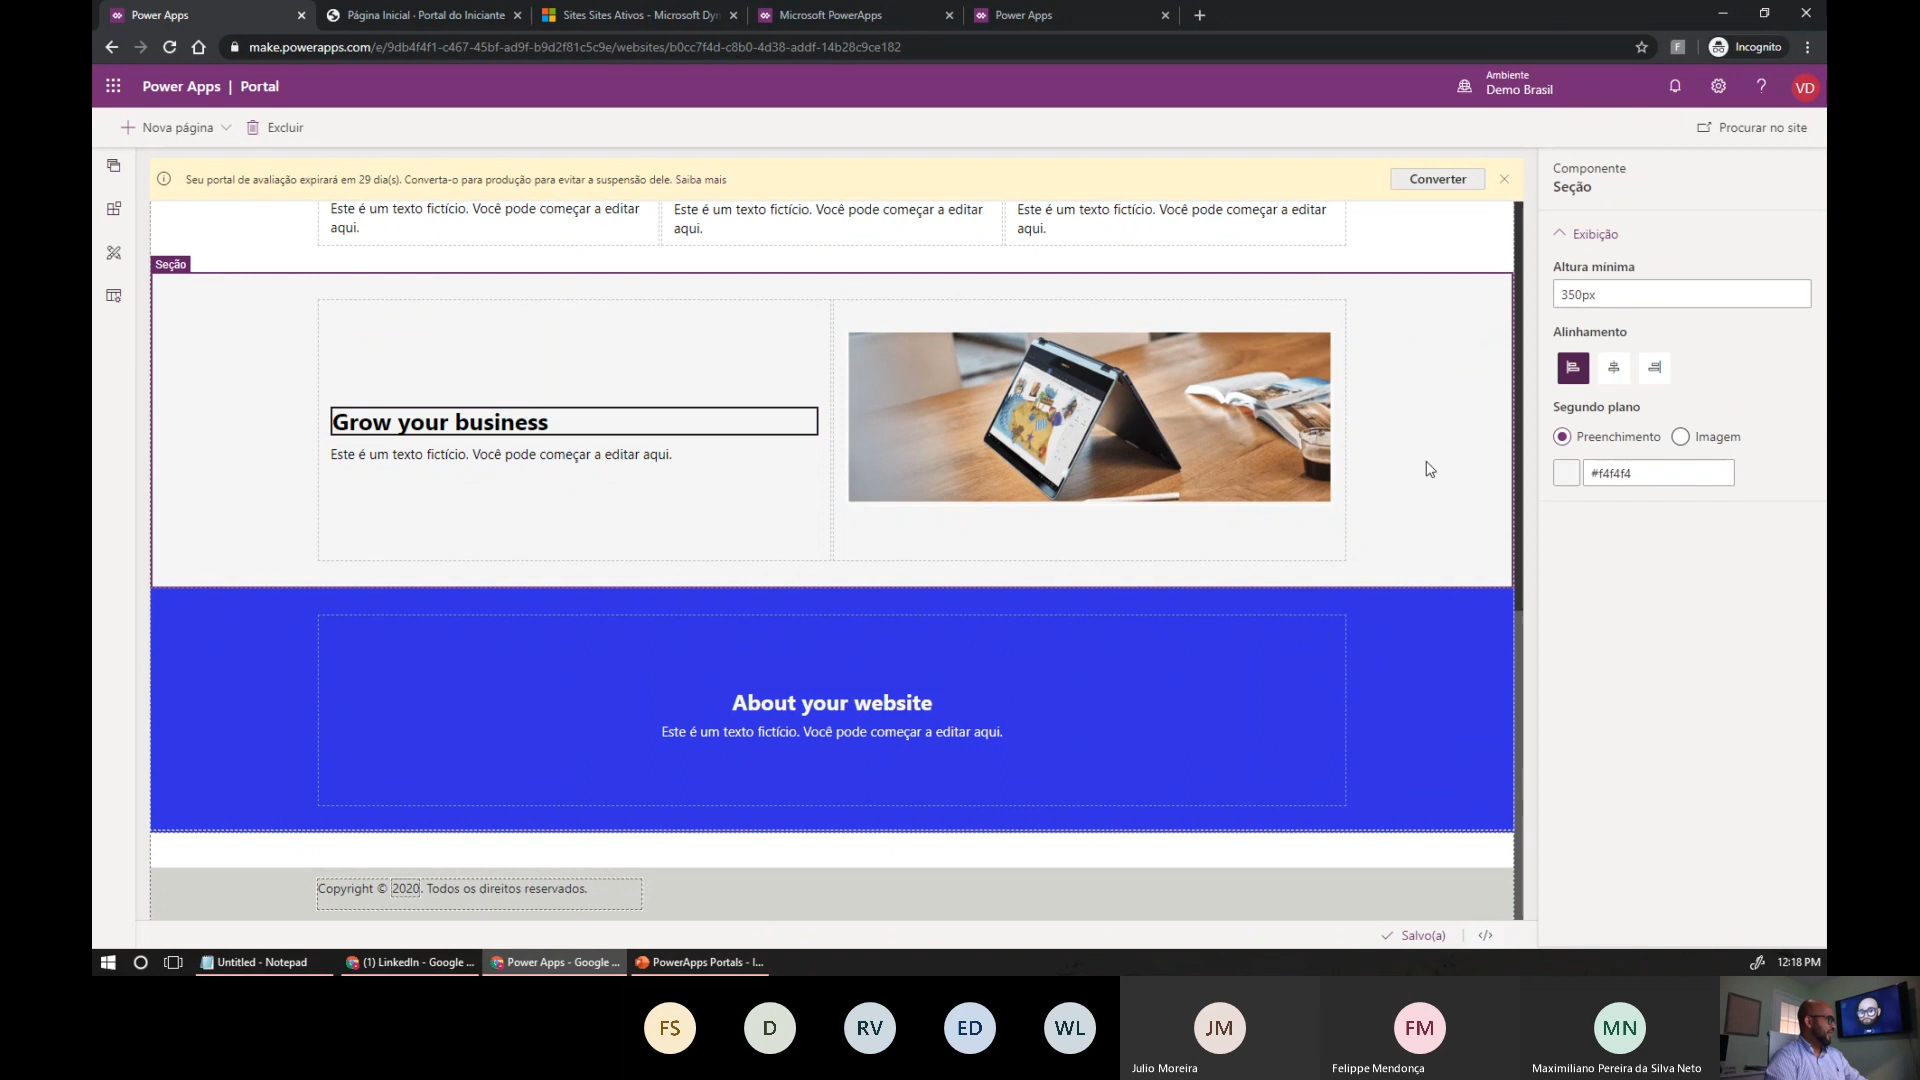 Power Apps
Página Inicial · Portal do Iniciante
Sites Sites Ativos - Microsoft Dyn
Microsoft PowerApps
Power Apps
make.powerapps.com/e/9db4f4f1-c467-45bf-ad9f-b9d2f81c5c9e/websites/b0cc7f4d-c8b0-4d38-addf-14b28c9ce182
F
Incognito
Power Apps | Portal
Ambiente
Demo Brasil
VD
Nova página
Excluir
Procurar no site
Seu portal de avaliação expirará em 29 dia(s). Converta-o para produção para evitar a suspensão dele. Saiba mais
Converter
Este é um texto fictício. Você pode começar a editar aqui.
Este é um texto fictício. Você pode começar a editar aqui.
Este é um texto fictício. Você pode começar a editar aqui.
Seção
Grow your business
Este é um texto fictício. Você pode começar a editar aqui.
About your website
Este é um texto fictício. Você pode começar a editar aqui.
Copyright © 2020. Todos os direitos reservados.
Salvo(a)
</>
Componente
Seção
Exibição
Altura mínima
350px
Alinhamento
Segundo plano
Preenchimento
Imagem
#f4f4f4
Untitled - Notepad
(1) LinkedIn - Google ...
Power Apps - Google ...
PowerApps Portals - I...
12:18 PM
FS
D
RV
ED
WL
JM
FM
MN
Julio Moreira
Felippe Mendonça
Maximiliano Pereira da Silva Neto